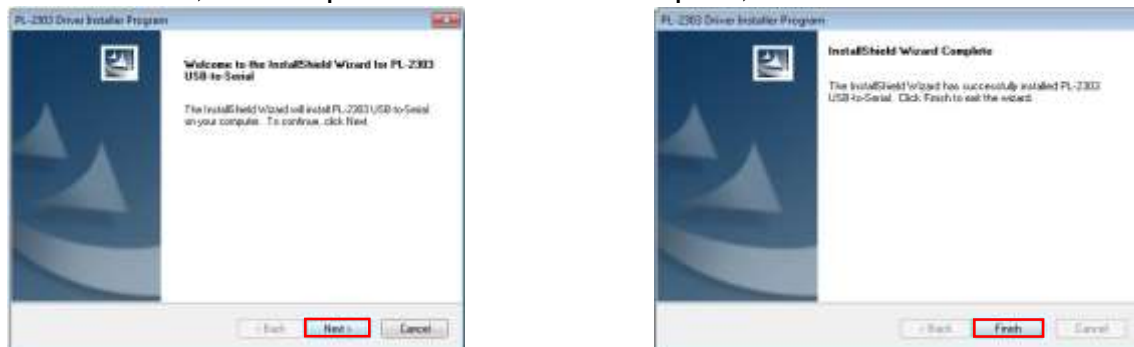 PL-2303 Driver Installer Program
Welcome to the InstallShield Wizard for PL-2303
USB-to-Serial
The InstallShield Wizard will install PL-2303 USB-to-Serial
on your computer. To continue, click Next.
< Back Next > Cancel
PL-2303 Driver Installer Program
InstallShield Wizard Complete
The InstallShield Wizard has successfully installed PL-2303
USB-to-Serial. Click Finish to exit the wizard.
< Back Finish Cancel